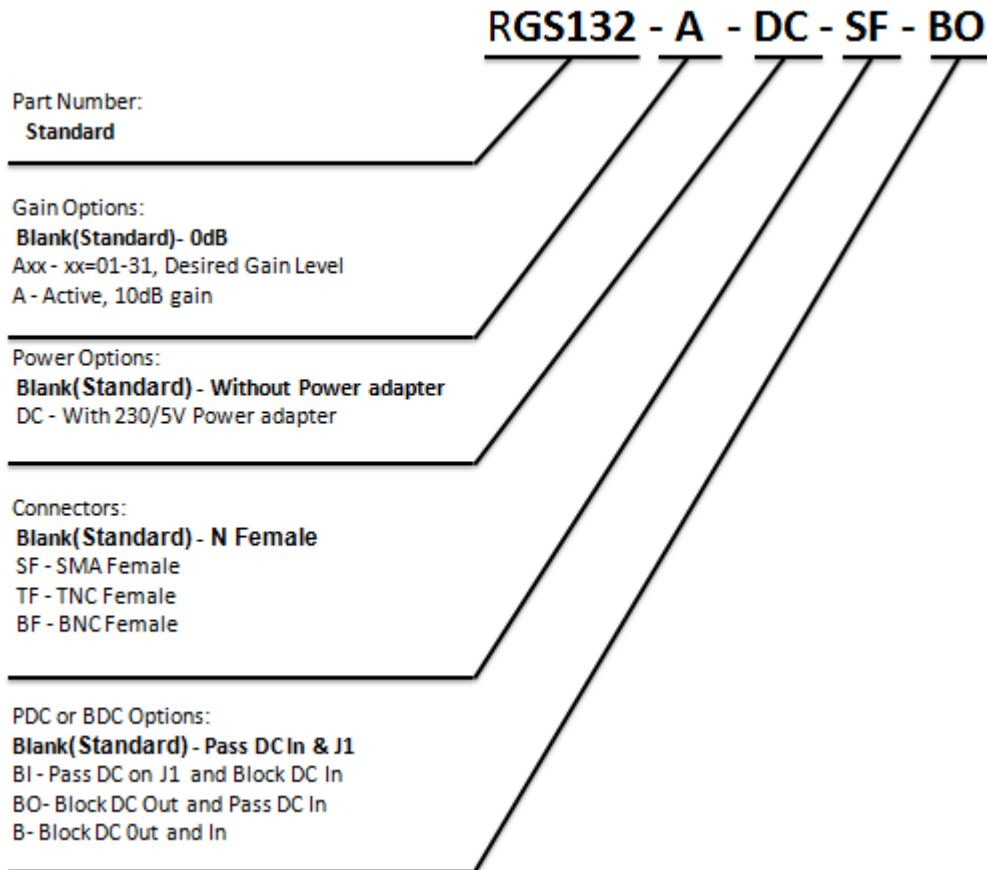 RGS132 - A - DC - SF - BO
Part Number:
Standard
Gain Options:
Blank(Standard)- 0dB
Axx - xx=01-31, Desired Gain Level
A - Active, 10dB gain
Power Options:
Blank(Standard) - Without Power adapter
DC - With 230/5V Power adapter
Connectors:
Blank(Standard) - N Female
SF - SMA Female
TF - TNC Female
BF - BNC Female
PDC or BDC Options:
Blank(Standard) - Pass DC In & J1
BI - Pass DC on J1 and Block DC In
BO- Block DC Out and Pass DC In
B- Block DC Out and In